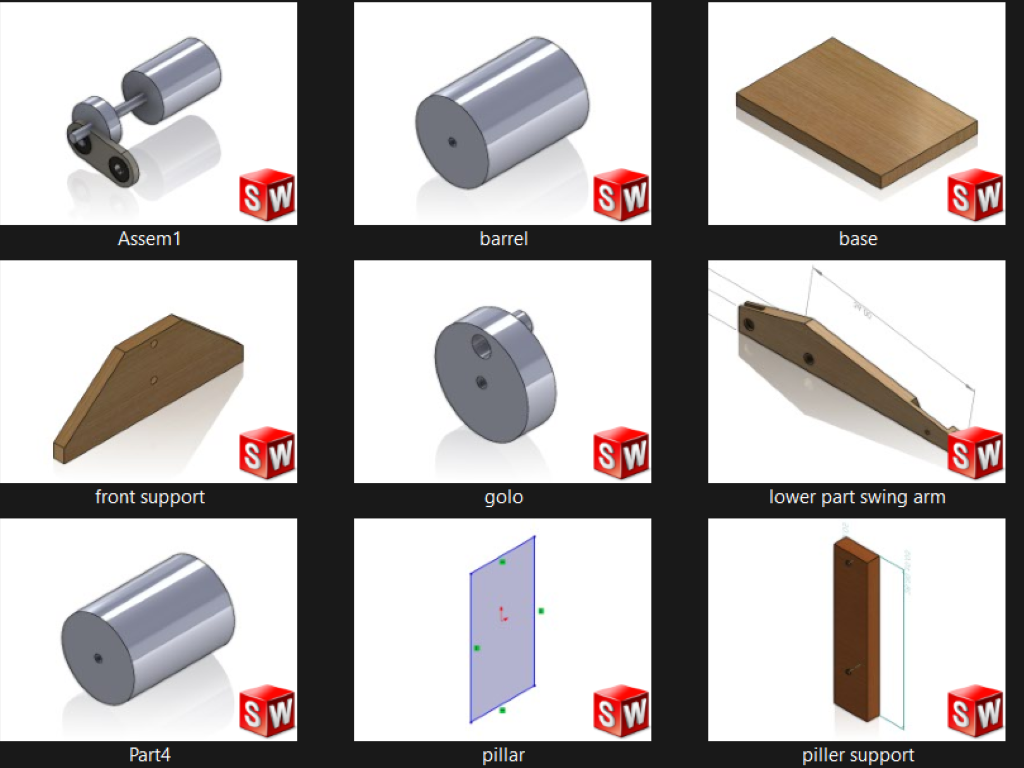 SW
SW
SW
Assem1
barrel
base
SW
SW
SW
front support
golo
lower part swing arm
SW
SW
SW
Part4
pillar
piller support